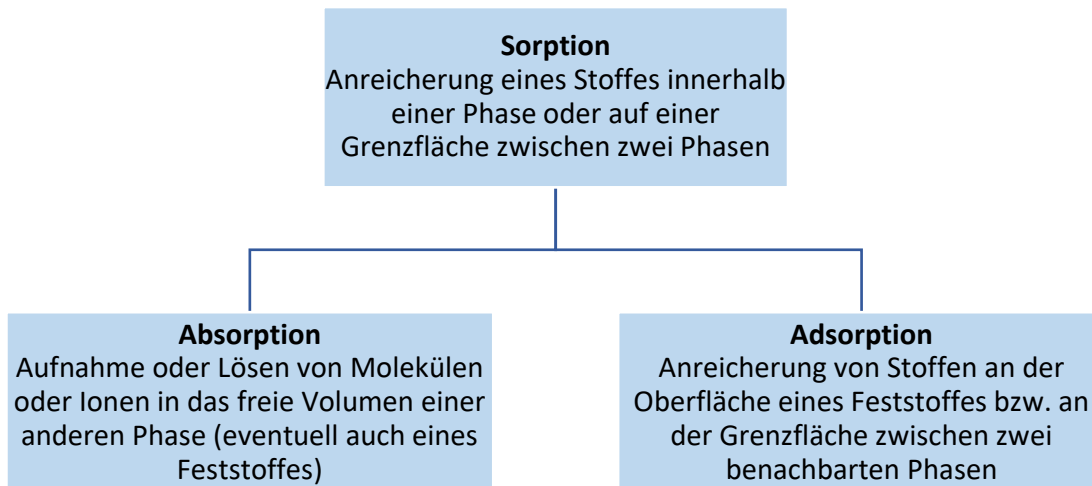 Sorption
Anreicherung eines Stoffes innerhalb
einer Phase oder auf einer
Grenzfläche zwischen zwei Phasen
Absorption
Aufnahme oder Lösen von Molekülen
oder Ionen in das freie Volumen einer
anderen Phase (eventuell auch eines
Feststoffes)
Adsorption
Anreicherung von Stoffen an der
Oberfläche eines Feststoffes bzw. an
der Grenzfläche zwischen zwei
benachbarten Phasen